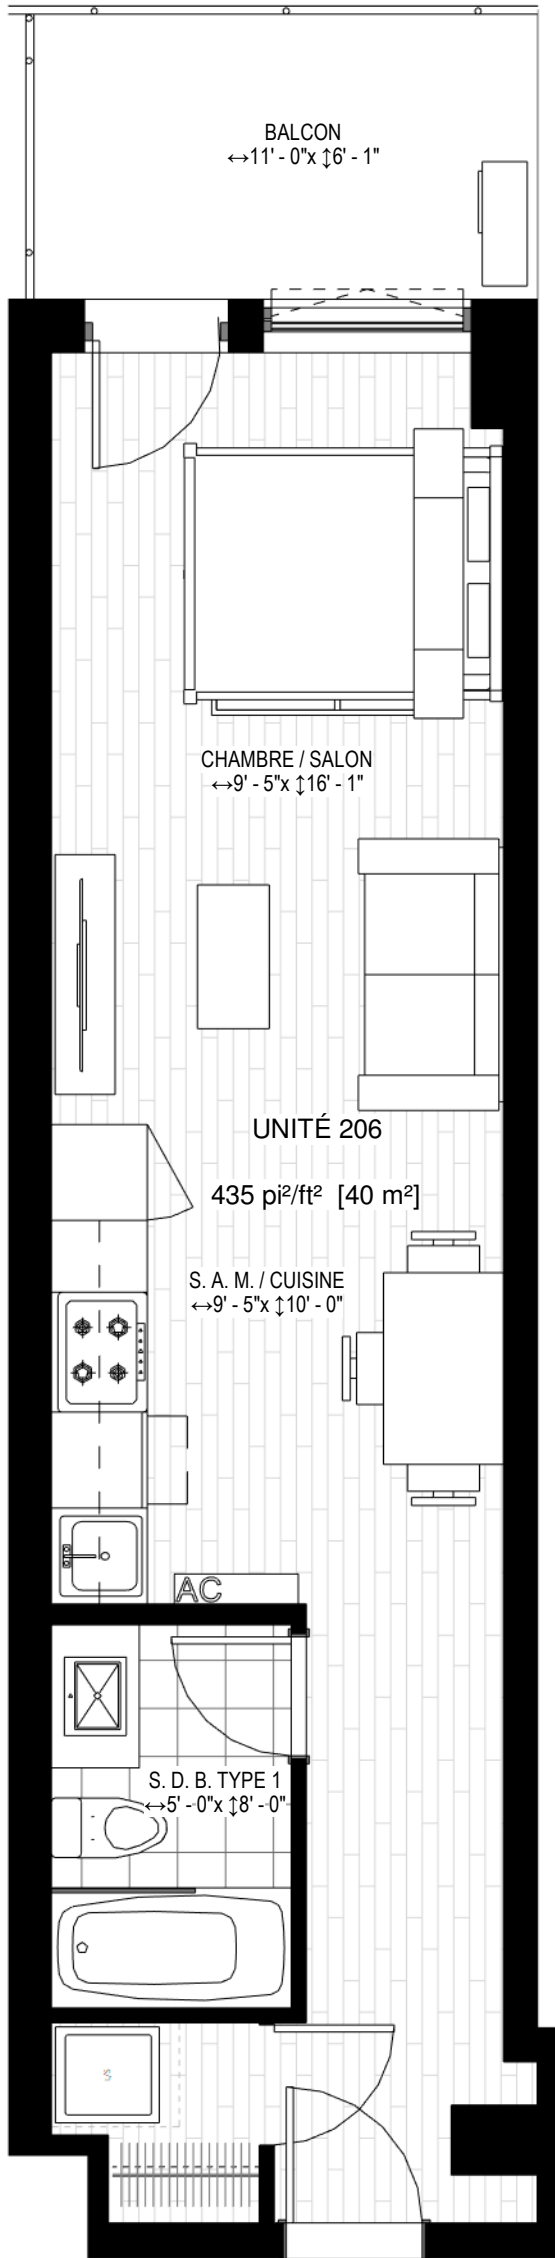 BALCON
↔11' - 0"x ↕6' - 1"
CHAMBRE / SALON
↔9' - 5"x ↕16' - 1"
UNITÉ 206
435 pi²/ft² [40 m²]
S. A. M. / CUISINE
↔9' - 5"x ↕10' - 0"
AC
S. D. B. TYPE 1
↔5' - 0"x ↕8' - 0"